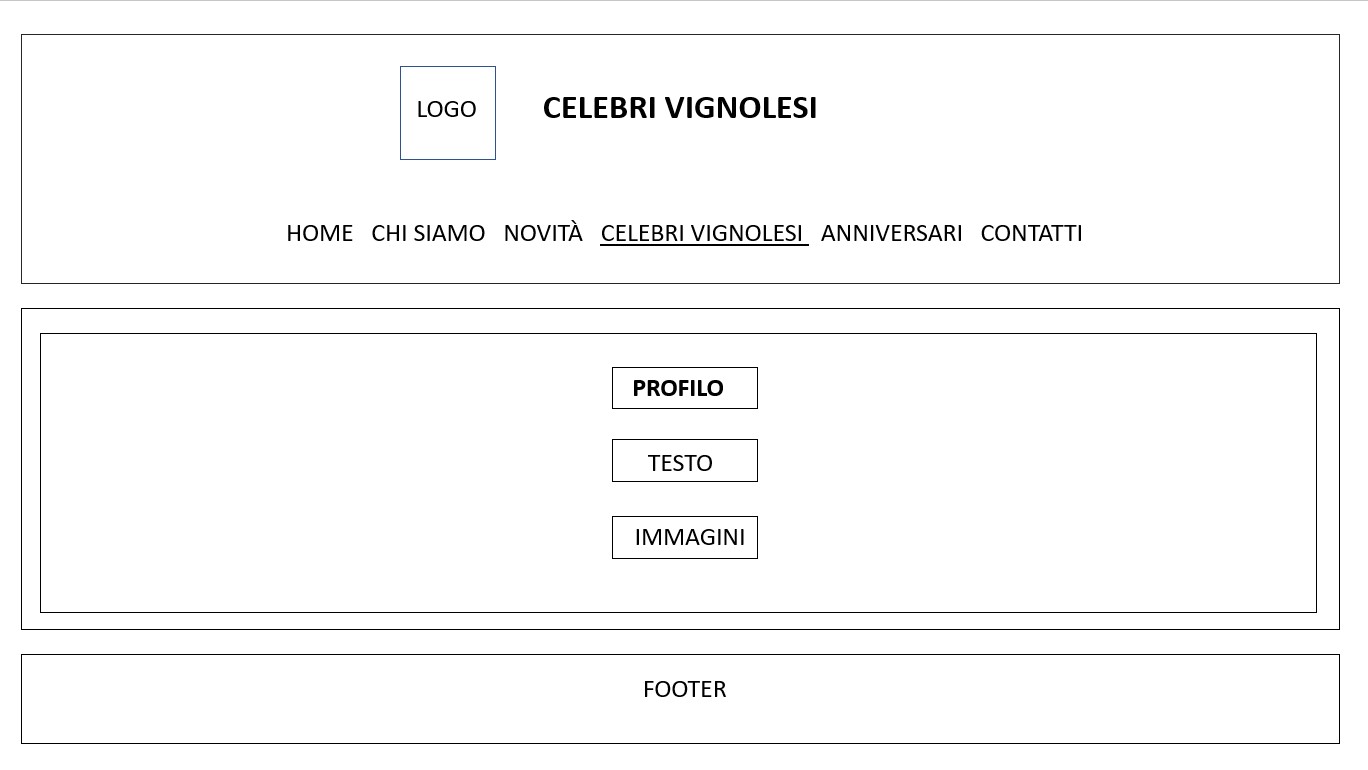 LOGO
CELEBRI VIGNOLESI
HOME CHI SIAMO NOVITÀ CELEBRI VIGNOLESI ANNIVERSARI CONTATTI
PROFILO
TESTO
IMMAGINI
FOOTER